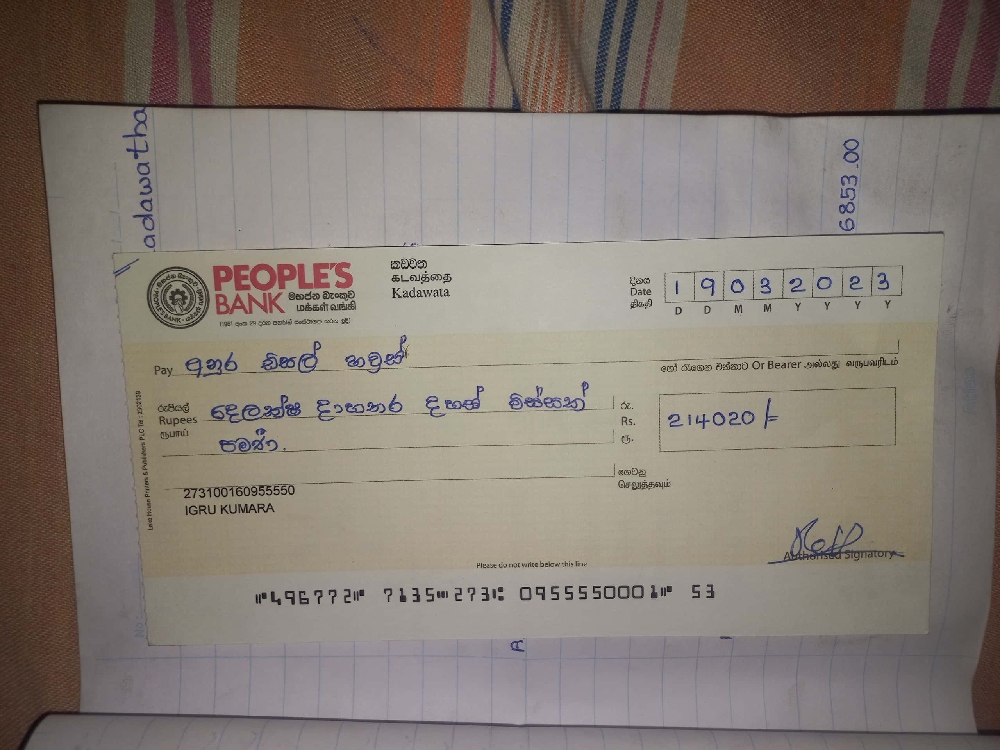 adawatha
6853.00
PEOPLE'S
BANK මහජන බැංකුව
மக்கள் வங்கி
කඩවත
கடவத்தை
Kadawata
දිනය
Date
திகதி
1 9 0 3 2 0 2 3
D D M M Y Y Y Y
Pay අනුර විසල් හවුස්
හෝ රැගෙන එන්නාට Or Bearer அல்லது வருபவரிடம்
රුපියල්
Rupees දෙලක්ෂ දාහතර දහස් විස්සක්
ரூபாய்
පමණි.
රු.
Rs. 214020/-
ரூ.
ගෙවනු
செலுத்தவும்
273100160955550
IGRU KUMARA
Authorised Signatory
Please do not write below this line
⑈496772⑈ 7135⑉273⑆ 0955550001⑈ 53